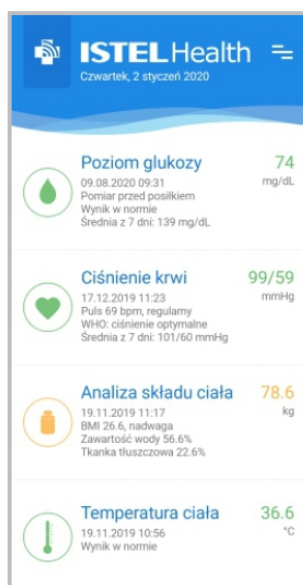 ISTEL Health
Czwartek, 2 styczeń 2020
Poziom glukozy 74
09.08.2020 09:31 mg/dL
Pomiar przed posiłkiem
Wynik w normie
Średnia z 7 dni: 139 mg/dL
Ciśnienie krwi 99/59
17.12.2019 11:23 mmHg
Puls 69 bpm, regularny
WHO: ciśnienie optymalne
Średnia z 7 dni: 101/60 mmHg
Analiza składu ciała 78.6
19.11.2019 11:17 kg
BMI 26.6, nadwaga
Zawartość wody 56.6%
Tkanka tłuszczowa 22.6%
Temperatura ciała 36.6
19.11.2019 10:56 °C
Wynik w normie